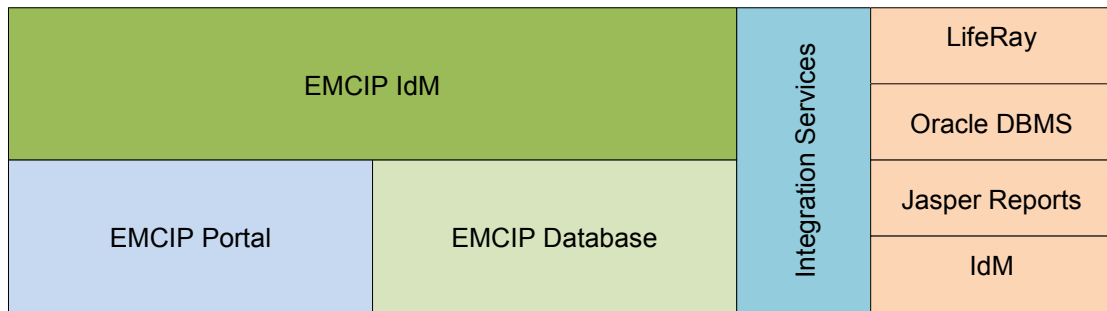 EMCIP IdM
EMCIP Portal
EMCIP Database
Integration Services
LifeRay
Oracle DBMS
Jasper Reports
IdM